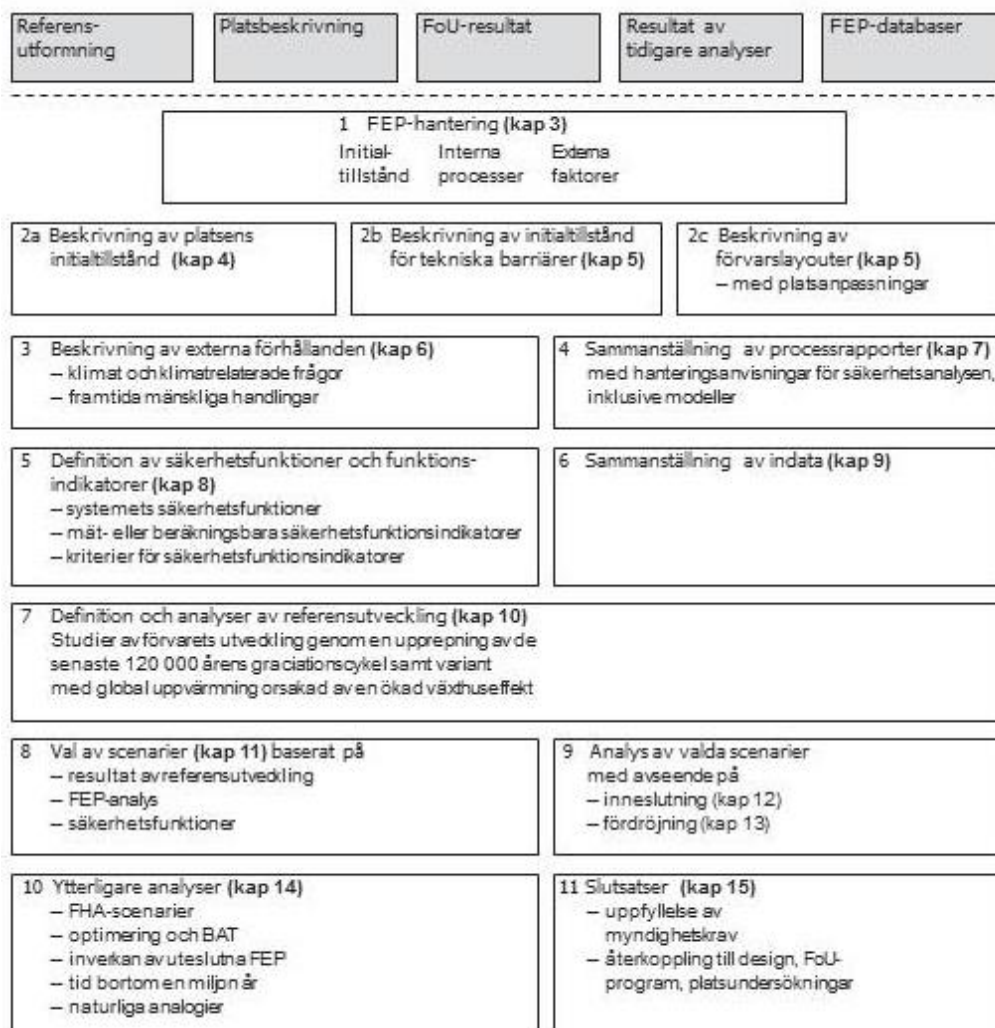 Referens-
utformning
Platsbeskrivning
FoU-resultat
Resultat av
tidigare analyser
FEP-databaser
1 FEP-hantering (kap 3)
Initial-
tillstånd
Interna
processer
Externa
faktorer
2a Beskrivning av platsens
initialtillstånd (kap 4)
2b Beskrivning av initialtillstånd
för tekniska barriärer (kap 5)
2c Beskrivning av
förvarslayouter (kap 5)
– med platsanpassningar
3 Beskrivning av externa förhållanden (kap 6)
– klimat och klimatrelaterade frågor
– framtida mänskliga handlingar
4 Sammanställning av processrapporter (kap 7)
med hanteringsanvisningar för säkerhetsanalysen,
inklusive modeller
5 Definition av säkerhetsfunktioner och funktions-
indikatorer (kap 8)
– systemets säkerhetsfunktioner
– mät- eller beräkningsbara säkerhetsfunktionsindikatorer
– kriterier för säkerhetsfunktionsindikatorer
6 Sammanställning av indata (kap 9)
7 Definition och analyser av referensutveckling (kap 10)
Studier av förvarets utveckling genom en upprepning av de
senaste 120 000 årens graciationscykel samt variant
med global uppvärmning orsakad av en ökad växthuseffekt
8 Val av scenarier (kap 11) baserat på
– resultat av referensutveckling
– FEP-analys
– säkerhetsfunktioner
9 Analys av valda scenarier
med avseende på
– inneslutning (kap 12)
– fördröjning (kap 13)
10 Ytterligare analyser (kap 14)
– FHA-scenarier
– optimering och BAT
– inverkan av uteslutna FEP
– tid bortom en miljon år
– naturliga analogier
11 Slutsatser (kap 15)
– uppfyllelse av
myndighetskrav
– återkoppling till design, FoU-
program, platsundersökningar